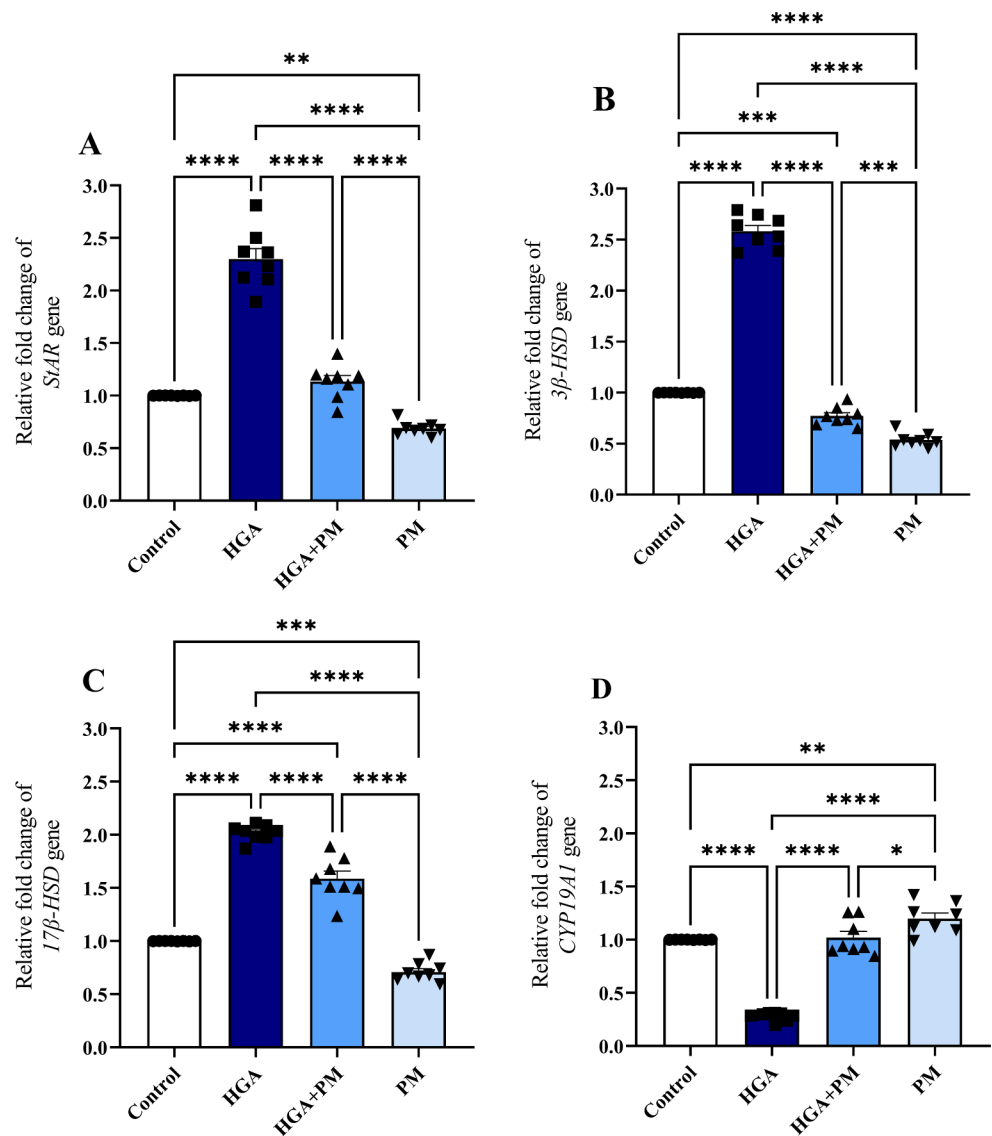 A
**
****
**** **** ****
Relative fold change of
StAR gene
3.0
2.5
2.0
1.5
1.0
0.5
0.0
Control HGA HGA+PM PM
B
****
****
***
**** **** ***
Relative fold change of
3β-HSD gene
3.0
2.5
2.0
1.5
1.0
0.5
0.0
Control HGA HGA+PM PM
C
***
****
****
**** **** ****
Relative fold change of
17β-HSD gene
3.0
2.5
2.0
1.5
1.0
0.5
0.0
Control HGA HGA+PM PM
D
**
****
**** **** *
Relative fold change of
CYP19A1 gene
3.0
2.5
2.0
1.5
1.0
0.5
0.0
Control HGA HGA+PM PM